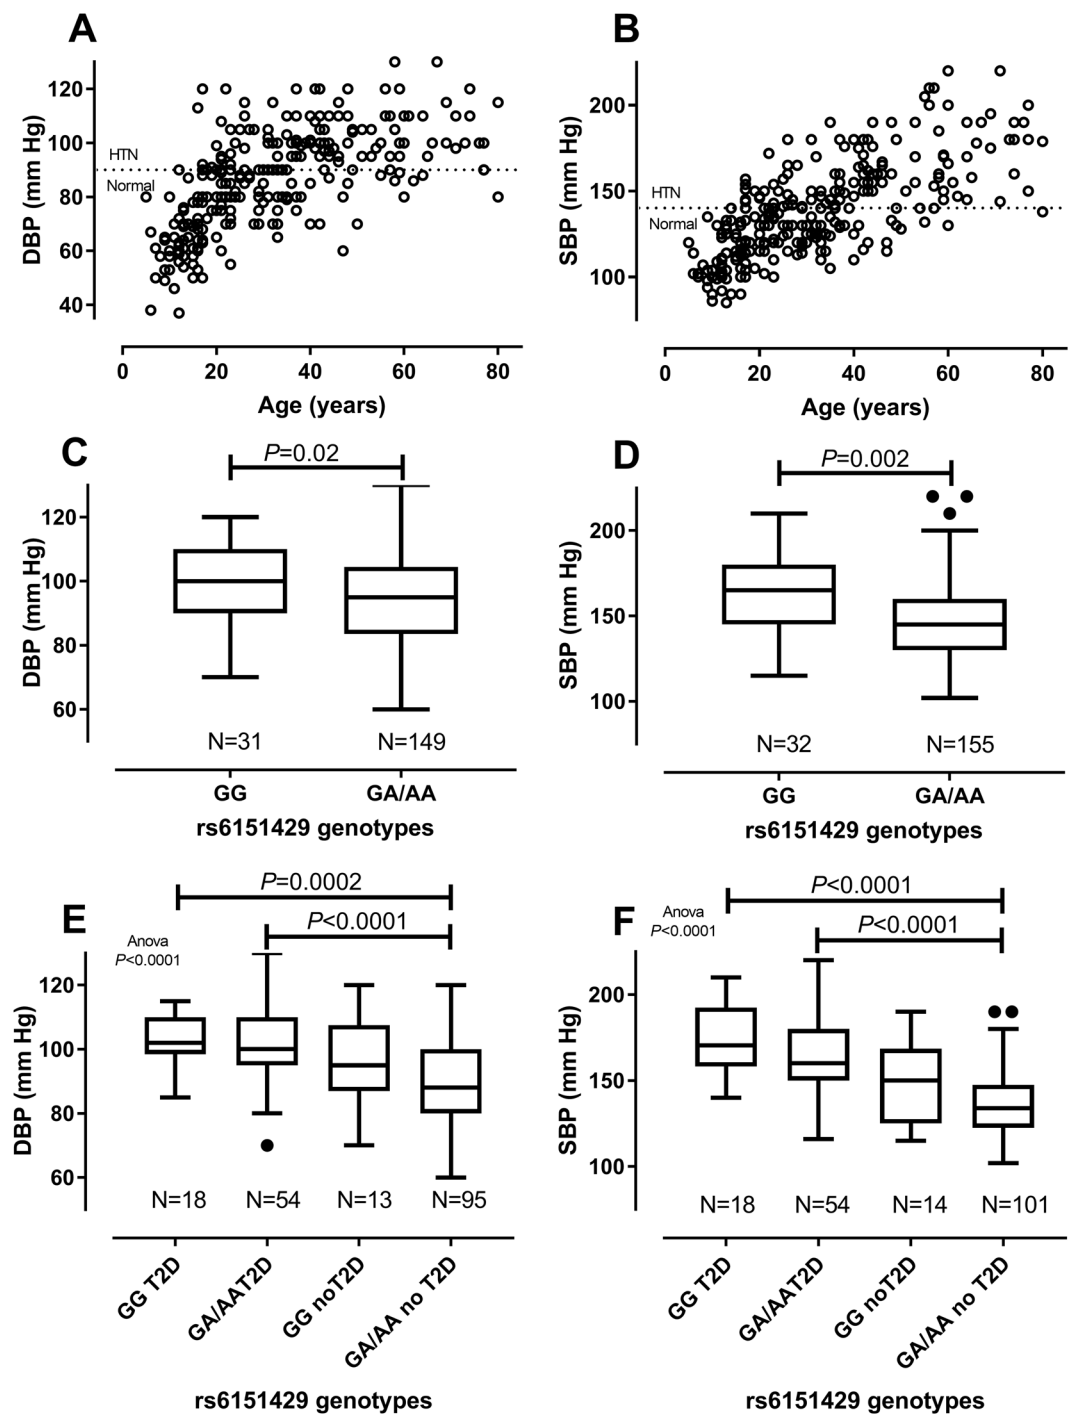 A
DBP (mm Hg)
120
100
80
60
40
HTN
Normal
0 20 40 60 80
Age (years)
B
SBP (mm Hg)
200
150
100
HTN
Normal
0 20 40 60 80
Age (years)
C
P=0.02
DBP (mm Hg)
120
100
80
60
N=31 N=149
GG GA/AA
rs6151429 genotypes
D
P=0.002
SBP (mm Hg)
200
150
100
N=32 N=155
GG GA/AA
rs6151429 genotypes
E
P=0.0002
P<0.0001
Anova
P<0.0001
DBP (mm Hg)
120
100
80
60
N=18 N=54 N=13 N=95
GG T2D
GA/AAT2D
GG noT2D
GA/AA no T2D
rs6151429 genotypes
F
P<0.0001
P<0.0001
Anova
P<0.0001
SBP (mm Hg)
200
150
100
N=18 N=54 N=14 N=101
GG T2D
GA/AAT2D
GG noT2D
GA/AA no T2D
rs6151429 genotypes